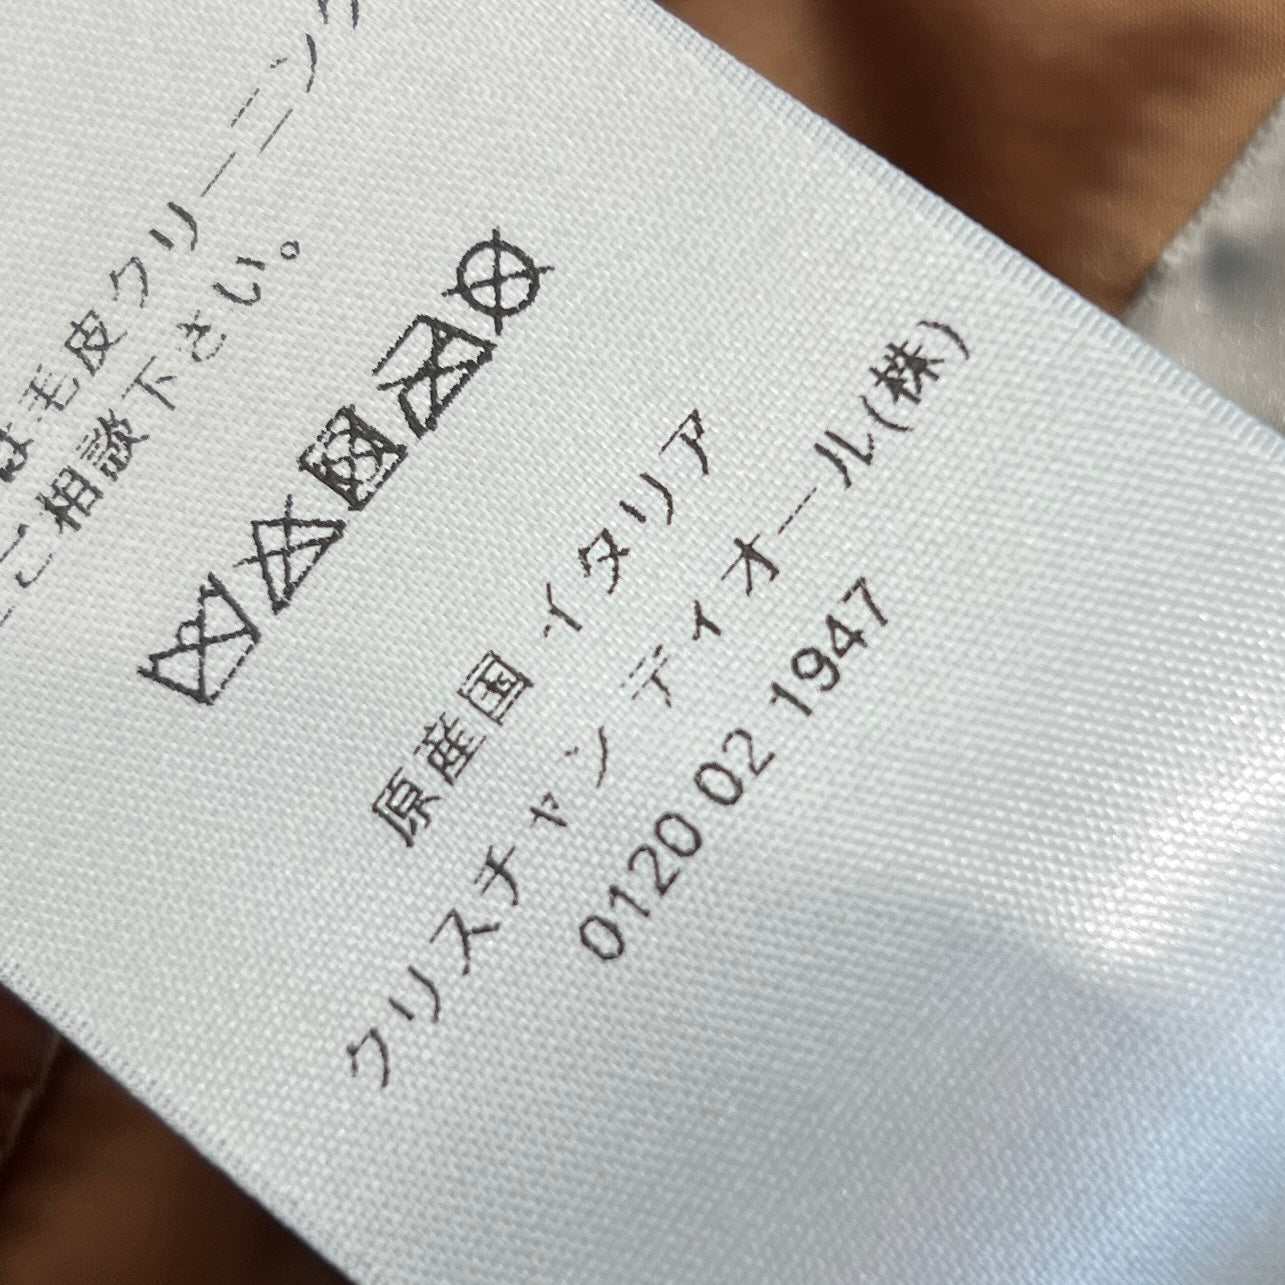 は毛皮クリーニング
ご相談下さい。
原産国 イタリア
クリスチャン ディオール(株)
0120 02 1947